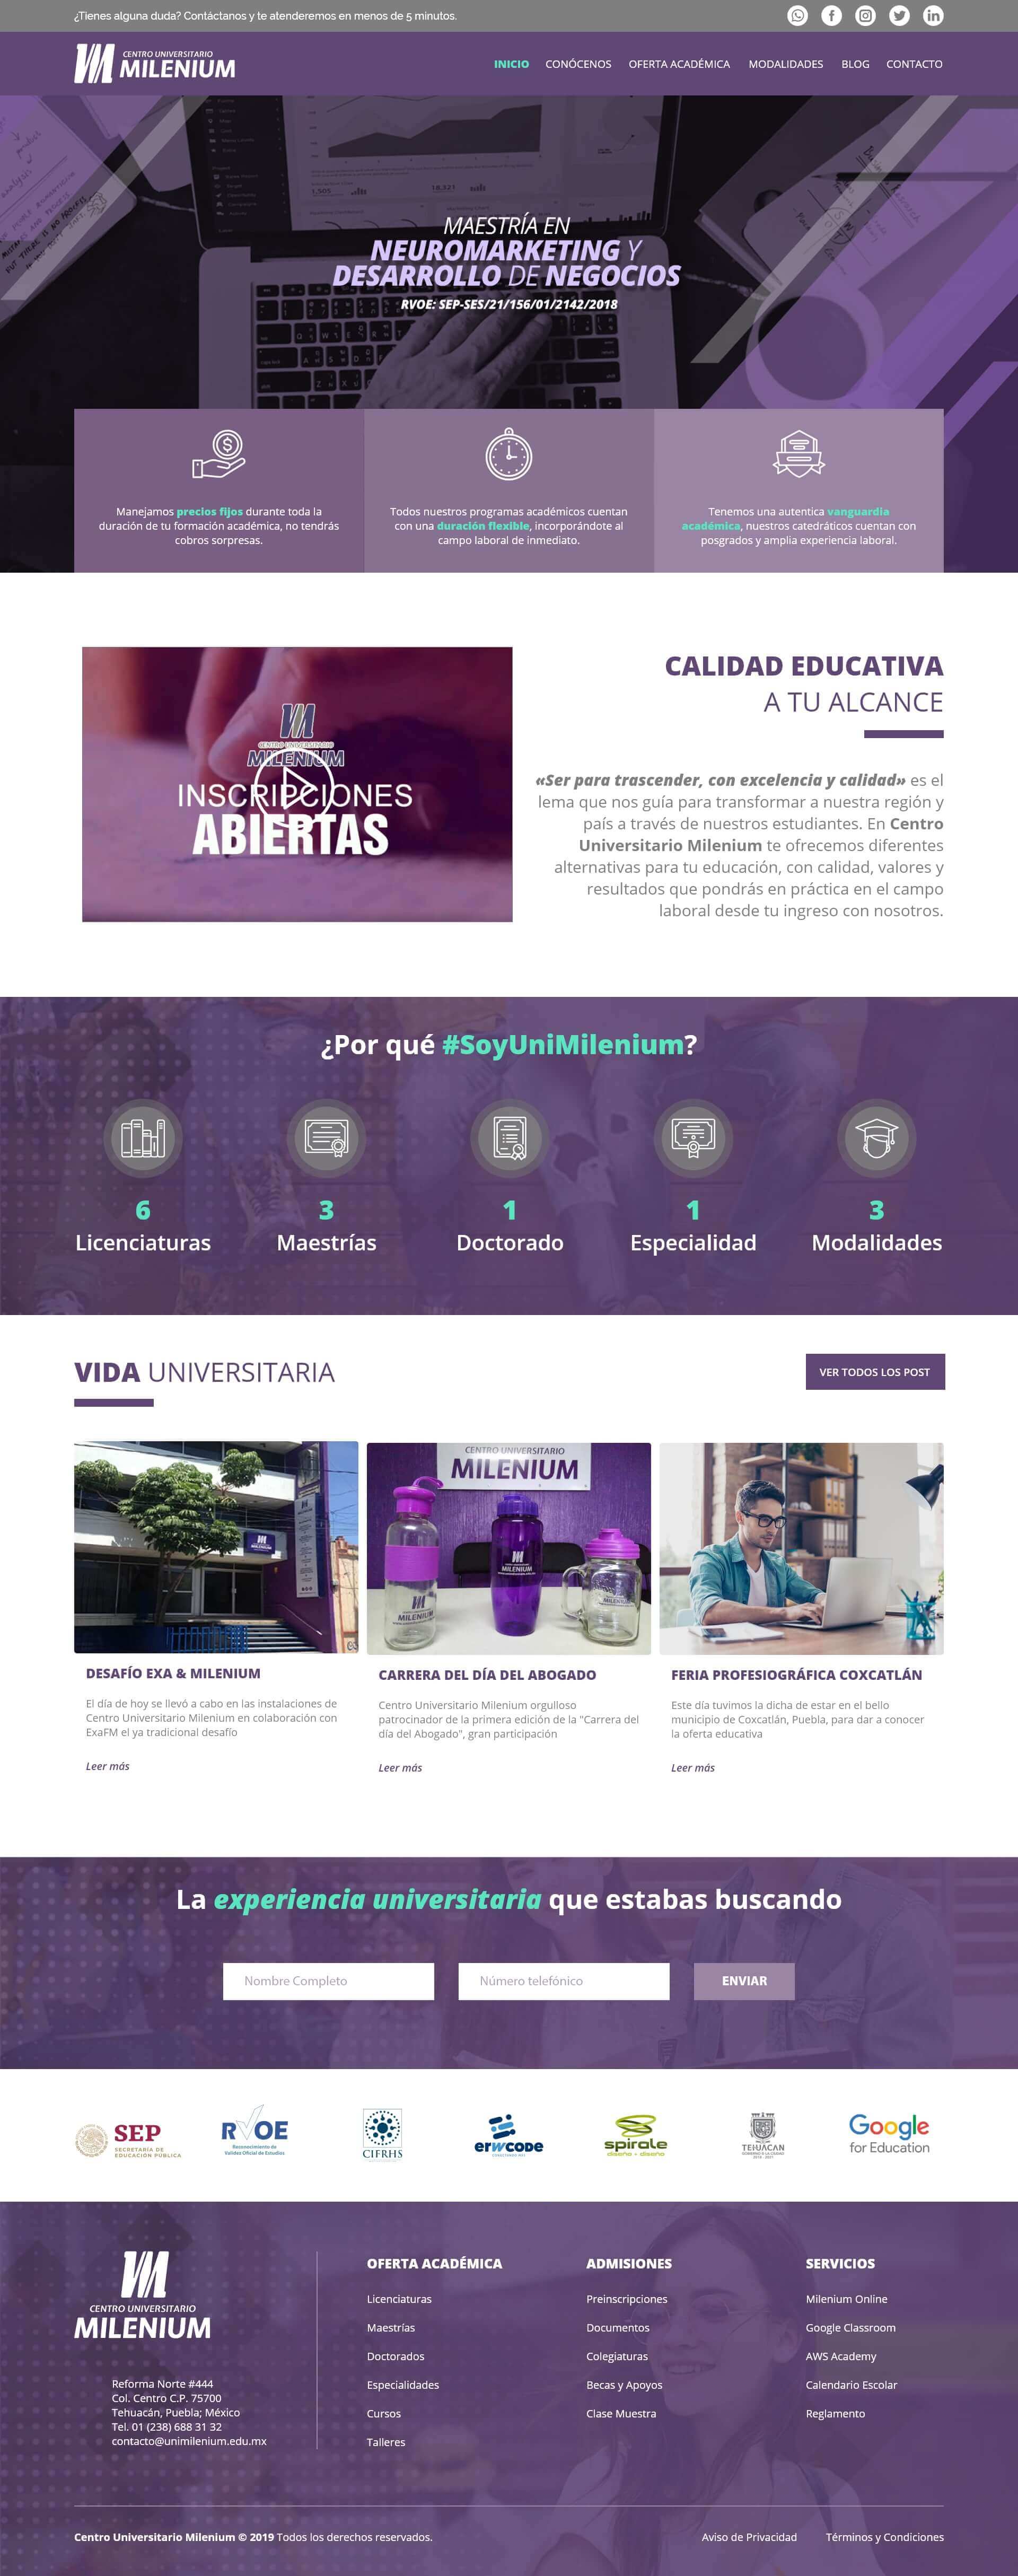 ¿Tienes alguna duda? Contáctanos y te atenderemos en menos de 5 minutos.
CENTRO UNIVERSITARIO
MILENIUM
INICIO CONÓCENOS OFERTA ACADÉMICA MODALIDADES BLOG CONTACTO
MAESTRÍA EN
NEUROMARKETING Y
DESARROLLO DE NEGOCIOS
RVOE: SEP-SES/21/156/01/2142/2018
Manejamos precios fijos durante toda la
duración de tu formación académica, no tendrás
cobros sorpresas.
Todos nuestros programas académicos cuentan
con una duración flexible, incorporándote al
campo laboral de inmediato.
Tenemos una autentica vanguardia
académica, nuestros catedráticos cuentan con
posgrados y amplia experiencia laboral.
CENTRO UNIVERSITARIO
MILENIUM
INSCRIPCIONES
ABIERTAS
CALIDAD EDUCATIVA
A TU ALCANCE
«Ser para trascender, con excelencia y calidad» es el
lema que nos guía para transformar a nuestra región y
país a través de nuestros estudiantes. En Centro
Universitario Milenium te ofrecemos diferentes
alternativas para tu educación, con calidad, valores y
resultados que pondrás en práctica en el campo
laboral desde tu ingreso con nosotros.
¿Por qué #SoyUniMilenium?
6
Licenciaturas
3
Maestrías
1
Doctorado
1
Especialidad
3
Modalidades
VIDA UNIVERSITARIA
VER TODOS LOS POST
CENTRO UNIVERSITARIO
MILENIUM
DESAFÍO EXA & MILENIUM
El día de hoy se llevó a cabo en las instalaciones de
Centro Universitario Milenium en colaboración con
ExaFM el ya tradicional desafío
Leer más
CARRERA DEL DÍA DEL ABOGADO
Centro Universitario Milenium orgulloso
patrocinador de la primera edición de la "Carrera del
día del Abogado", gran participación
Leer más
FERIA PROFESIOGRÁFICA COXCATLÁN
Este día tuvimos la dicha de estar en el bello
municipio de Coxcatlán, Puebla, para dar a conocer
la oferta educativa
Leer más
La experiencia universitaria que estabas buscando
Nombre Completo
Número telefónico
ENVIAR
SEP
SECRETARÍA DE
EDUCACIÓN PÚBLICA
RVOE
Reconocimiento de
Validez Oficial de Estudios
CIFRHS
erwcode
spirale
diseño + diseño
TEHUACAN
Google
for Education
CENTRO UNIVERSITARIO
MILENIUM
Reforma Norte #444
Col. Centro C.P. 75700
Tehuacán, Puebla; México
Tel. 01 (238) 688 31 32
contacto@unimilenium.edu.mx
OFERTA ACADÉMICA
Licenciaturas
Maestrías
Doctorados
Especialidades
Cursos
Talleres
ADMISIONES
Preinscripciones
Documentos
Colegiaturas
Becas y Apoyos
Clase Muestra
SERVICIOS
Milenium Online
Google Classroom
AWS Academy
Calendario Escolar
Reglamento
Centro Universitario Milenium © 2019 Todos los derechos reservados.
Aviso de Privacidad
Términos y Condiciones